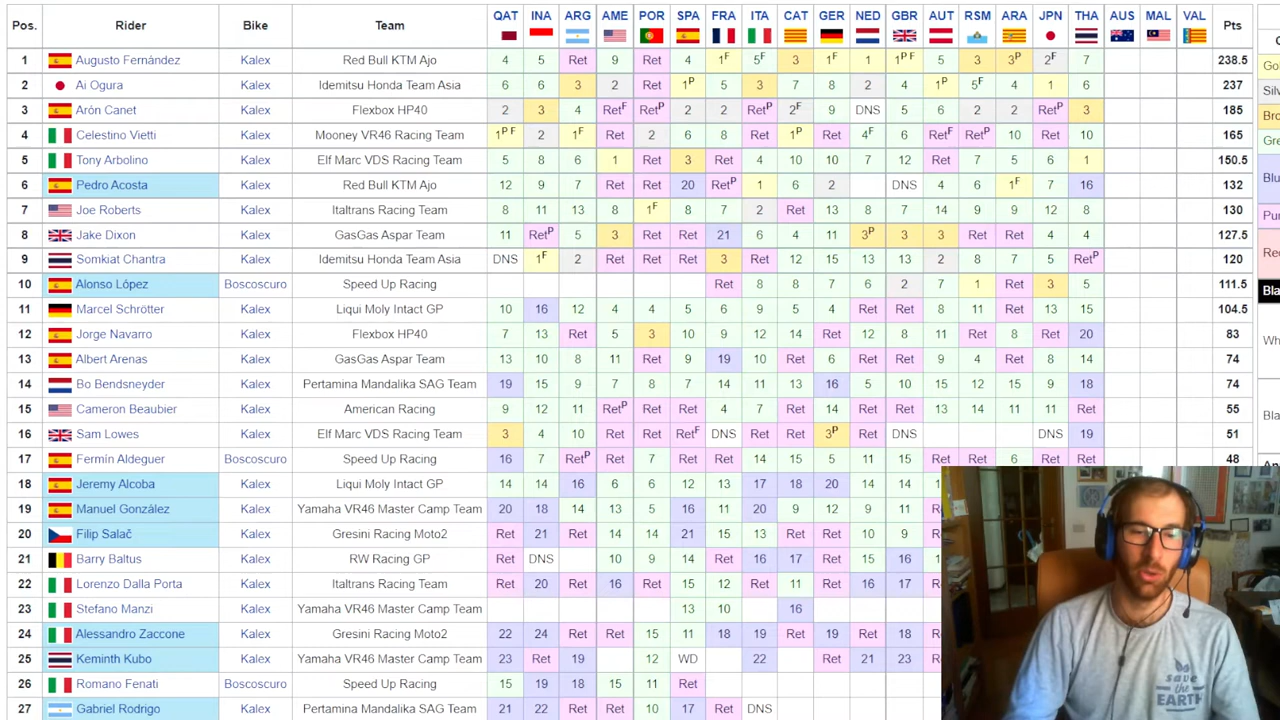 Pos. Rider Bike Team QAT INA ARG AME POR SPA FRA ITA CAT GER NED GBR AUT RSM ARA JPN THA AUS MAL VAL Pts
1 Augusto Fernández Kalex Red Bull KTM Ajo 4 5 Ret 9 Ret 4 1F 5F 3 1F 1 1P F 5 3 3P 2F 7 238.5
2 Ai Ogura Kalex Idemitsu Honda Team Asia 6 6 3 2 Ret 1P 5 3 7 8 2 4 1P 5F 4 1 6 237
3 Arón Canet Kalex Flexbox HP40 2 3 4 RetF RetP 2 2 RetP 2F DNS 5 6 2 2 RetP 3 185
4 Celestino Vietti Kalex Mooney VR46 Racing Team 1P F 2 1F Ret 2 6 8 Ret 1P Ret 4F 6 RetF RetP 10 Ret 10 165
5 Tony Arbolino Kalex Elf Marc VDS Racing Team 5 8 6 1 Ret 3 Ret 4 10 10 7 12 Ret 7 5 6 1 150.5
6 Pedro Acosta Kalex Red Bull KTM Ajo 12 9 7 Ret Ret 20 RetP 1 6 2 DNS 4 6 1F 7 16 132
7 Joe Roberts Kalex Italtrans Racing Team 8 11 13 8 1F 8 7 2 Ret 13 8 7 14 9 9 12 8 130
8 Jake Dixon Kalex GasGas Aspar Team 11 RetP 5 3 Ret Ret 21 6 4 11 3P 3 3 Ret Ret 4 4 127.5
9 Somkiat Chantra Kalex Idemitsu Honda Team Asia DNS 1F 2 Ret Ret Ret 3 Ret 12 15 13 13 2 8 7 5 RetP 120
10 Alonso López Boscoscuro Speed Up Racing Ret 8 8 7 6 2 7 1 Ret 3 5 111.5
11 Marcel Schrötter Kalex Liqui Moly Intact GP 10 16 12 4 4 5 6 9 5 4 Ret Ret 8 11 Ret 13 15 104.5
12 Jorge Navarro Kalex Flexbox HP40 7 13 Ret 5 3 10 9 12 14 Ret 12 8 11 Ret 8 Ret 20 83
13 Albert Arenas Kalex GasGas Aspar Team 13 10 8 11 Ret 9 19 10 Ret 6 Ret Ret 9 4 Ret 8 14 74
14 Bo Bendsneyder Kalex Pertamina Mandalika SAG Team 19 15 9 7 8 7 14 11 13 16 5 10 15 12 15 9 18 74
15 Cameron Beaubier Kalex American Racing 9 12 11 RetP Ret Ret 4 7 Ret 14 Ret Ret 13 14 11 11 Ret 55
16 Sam Lowes Kalex Elf Marc VDS Racing Team 3 4 10 Ret Ret RetF DNS Ret Ret 3P Ret DNS DNS 19 51
17 Fermín Aldeguer Boscoscuro Speed Up Racing 16 7 RetP Ret 7 Ret Ret 14 15 5 11 15 Ret Ret 6 Ret Ret 48
18 Jeremy Alcoba Kalex Liqui Moly Intact GP 14 14 16 6 6 12 13 17 18 20 14 14
19 Manuel González Kalex Yamaha VR46 Master Camp Team 20 18 14 13 5 16 11 20 9 12 9 11
20 Filip Salač Kalex Gresini Racing Moto2 Ret 21 Ret 14 14 21 15 13 Ret Ret 10 9
21 Barry Baltus Kalex RW Racing GP Ret DNS 10 9 14 Ret 16 17 Ret 15 16
22 Lorenzo Dalla Porta Kalex Italtrans Racing Team Ret 20 Ret 16 Ret 15 12 Ret 11 Ret 16 17
23 Stefano Manzi Kalex Yamaha VR46 Master Camp Team 13 10 16
24 Alessandro Zaccone Kalex Gresini Racing Moto2 22 24 Ret Ret 15 11 18 19 Ret 19 Ret 18
25 Keminth Kubo Kalex Yamaha VR46 Master Camp Team 23 Ret 19 12 WD 22 Ret 21 23
26 Romano Fenati Boscoscuro Speed Up Racing 15 19 18 15 11 Ret
27 Gabriel Rodrigo Kalex Pertamina Mandalika SAG Team 21 22 Ret Ret 10 17 Ret DNS
save the EARTH